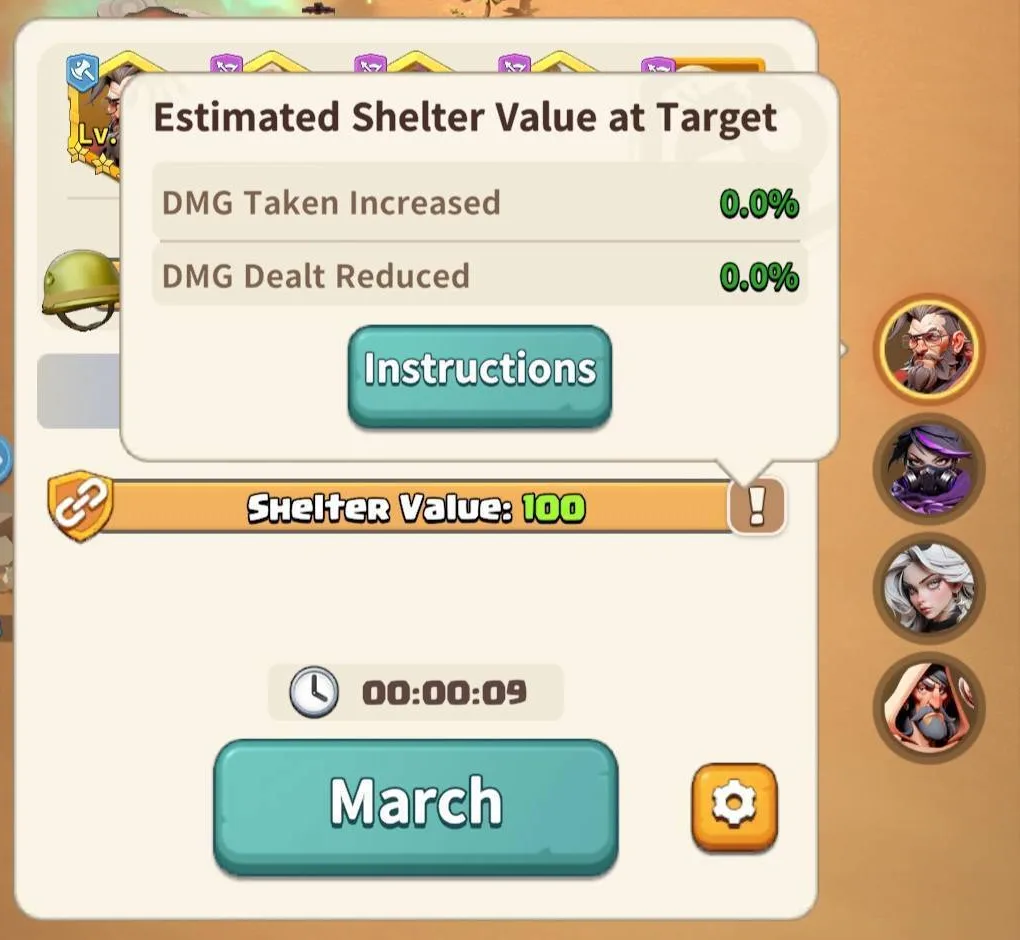 Estimated Shelter Value at Target
Lv.
DMG Taken Increased 0.0%
DMG Dealt Reduced 0.0%
Instructions
Shelter Value: 100
!
00:00:09
March